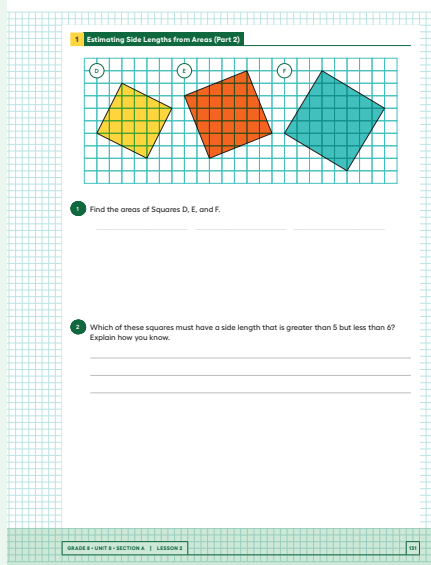 1 Estimating Side Lengths from Areas (Part 2)
D E F
1 Find the areas of Squares D, E, and F.
2 Which of these squares must have a side length that is greater than 5 but less than 6?
Explain how you know.
GRADE 8 • UNIT 8 • SECTION A | LESSON 2
131